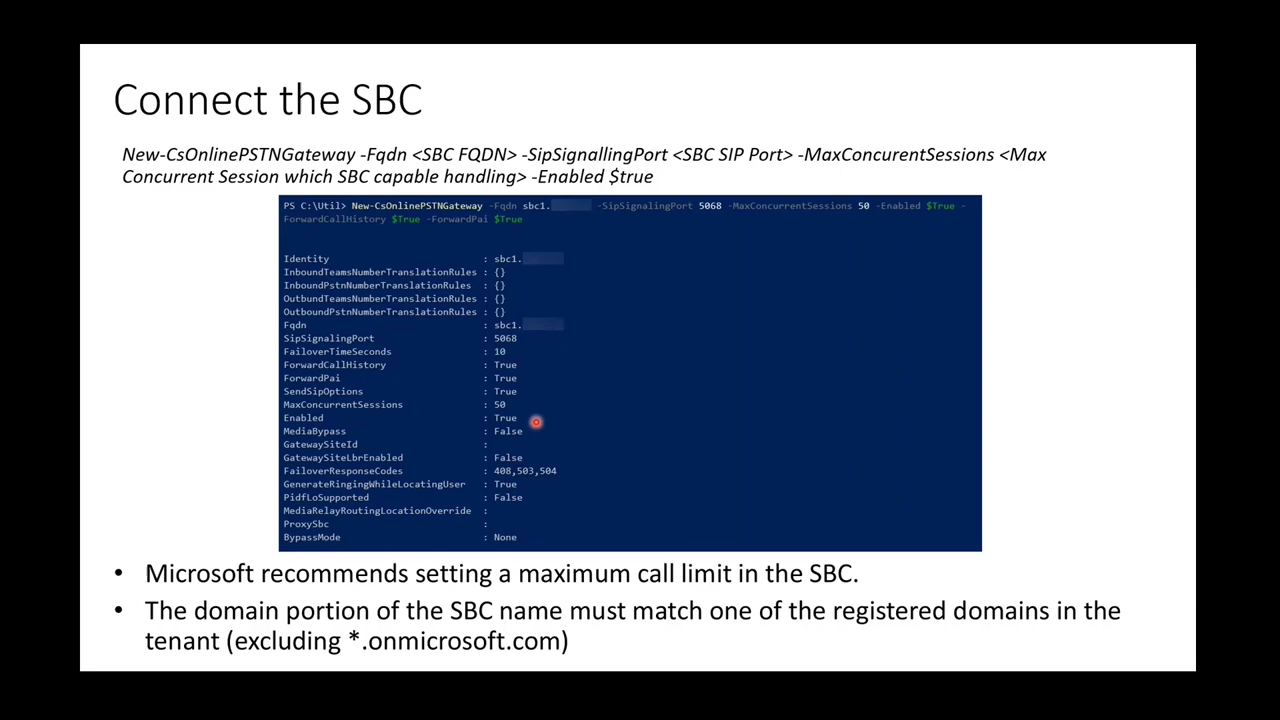 Connect the SBC
New-CsOnlinePSTNGateway -Fqdn <SBC FQDN> -SipSignallingPort <SBC SIP Port> -MaxConcurentSessions <Max
Concurrent Session which SBC capable handling> -Enabled $true
PS C:\Util> New-CsOnlinePSTNGateway -Fqdn sbc1. -SipSignalingPort 5068 -MaxConcurrentSessions 50 -Enabled $True -
ForwardCallHistory $True -ForwardPai $True
Identity : sbc1.
InboundTeamsNumberTranslationRules : {}
InboundPstnNumberTranslationRules : {}
OutbundTeamsNumberTranslationRules : {}
OutboundPstnNumberTranslationRules : {}
Fqdn : sbc1.
SipSignalingPort : 5068
FailoverTimeSeconds : 10
ForwardCallHistory : True
ForwardPai : True
SendSipOptions : True
MaxConcurrentSessions : 50
Enabled : True
MediaBypass : False
GatewaySiteId :
GatewaySiteLbrEnabled : False
FailoverResponseCodes : 408,503,504
GenerateRingingWhileLocatingUser : True
PidfLoSupported : False
MediaRelayRoutingLocationOverride :
ProxySbc :
BypassMode : None
• Microsoft recommends setting a maximum call limit in the SBC.
• The domain portion of the SBC name must match one of the registered domains in the
tenant (excluding *.onmicrosoft.com)